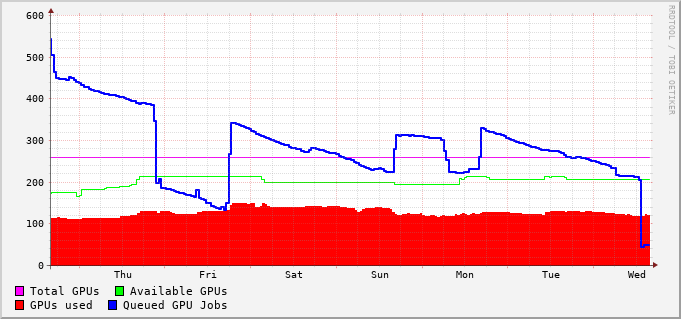 600
500
400
300
200
100
0
Thu Fri Sat Sun Mon Tue Wed
Total GPUs Available GPUs
GPUs used Queued GPU Jobs
RRDTOOL / TOBI OETIKER